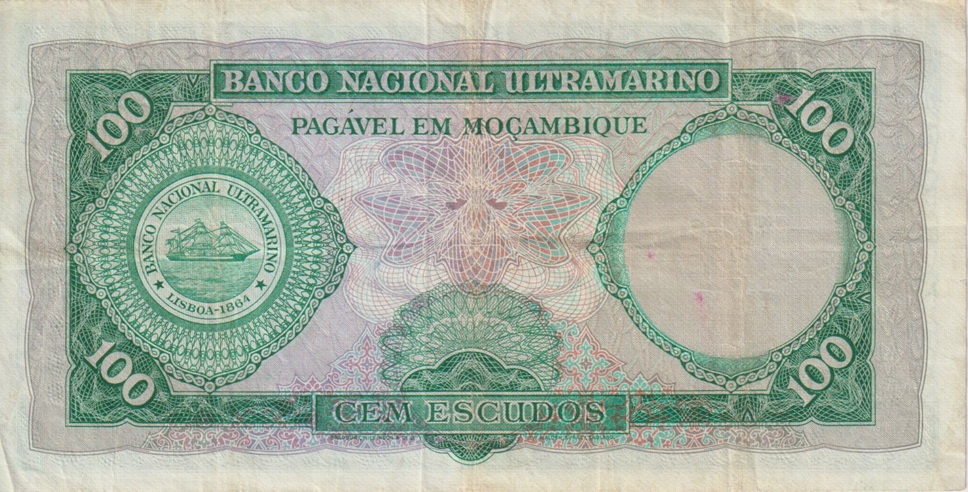 BANCO NACIONAL ULTRAMARINO
100
100
PAGÁVEL EM MOÇAMBIQUE
BANCO NACIONAL ULTRAMARINO
★ LISBOA-1864 ★
100
100
CEM ESCUDOS